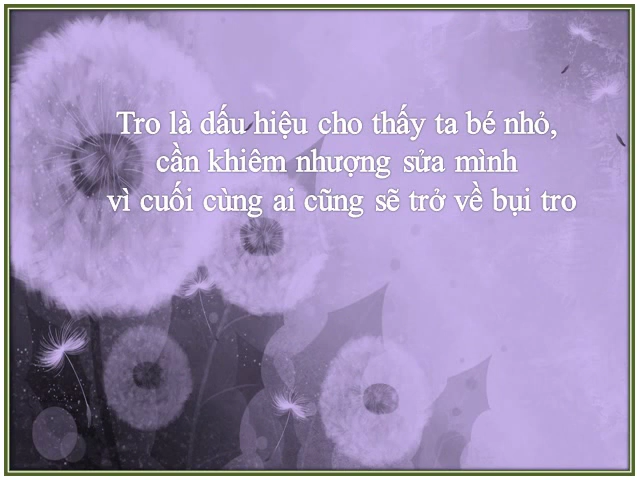 Tro là dấu hiệu cho thấy ta bé nhỏ,
cần khiêm nhượng sửa mình
vì cuối cùng ai cũng sẽ trở về bụi tro